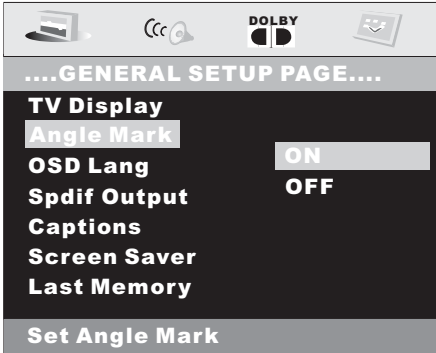 DOLBY
....GENERAL SETUP PAGE....
TV Display
Angle Mark
ON
OSD Lang
OFF
Spdif Output
Captions
Screen Saver
Last Memory
Set Angle Mark